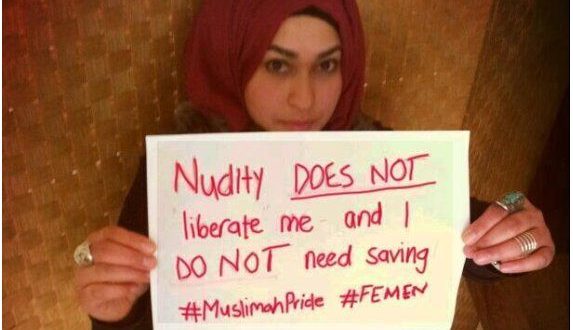 Nudity DOES NOT
liberate me and I
DO NOT need saving
#MuslimahPride #FEMEN